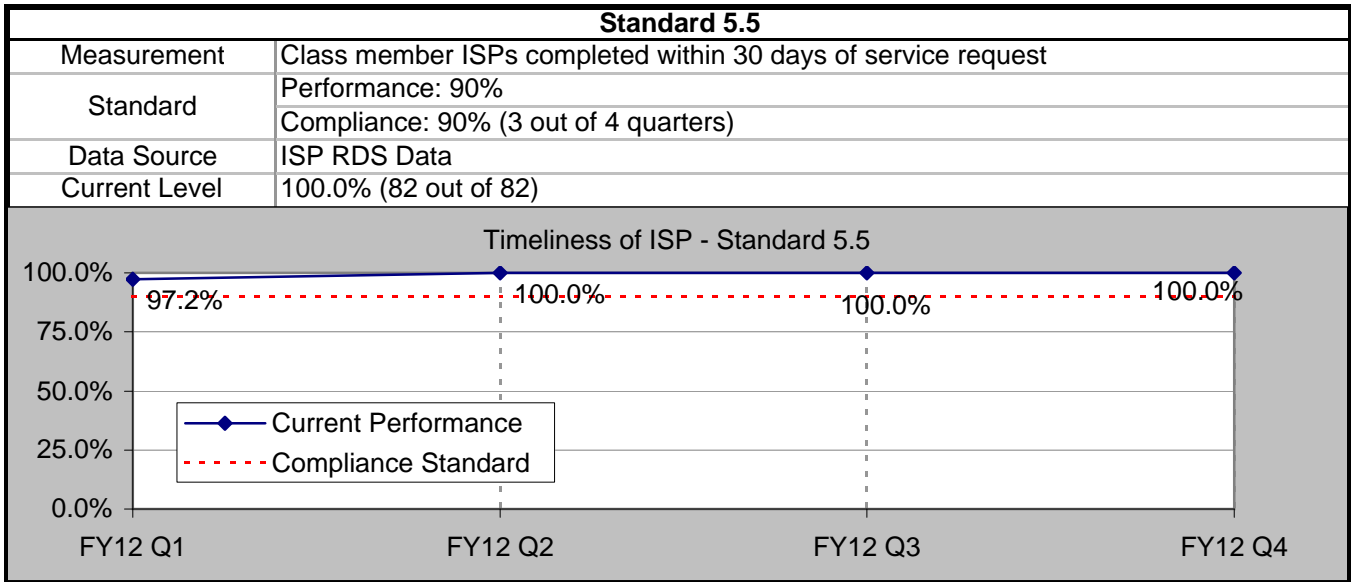 Standard 5.5
Measurement Class member ISPs completed within 30 days of service request
Standard
Performance: 90%
Compliance: 90% (3 out of 4 quarters)
Data Source ISP RDS Data
Current Level 100.0% (82 out of 82)
Timeliness of ISP - Standard 5.5
100.0%
97.2% 100.0% 100.0% 100.0%
75.0%
50.0%
Current Performance
25.0%
Compliance Standard
0.0%
FY12 Q1 FY12 Q2 FY12 Q3 FY12 Q4